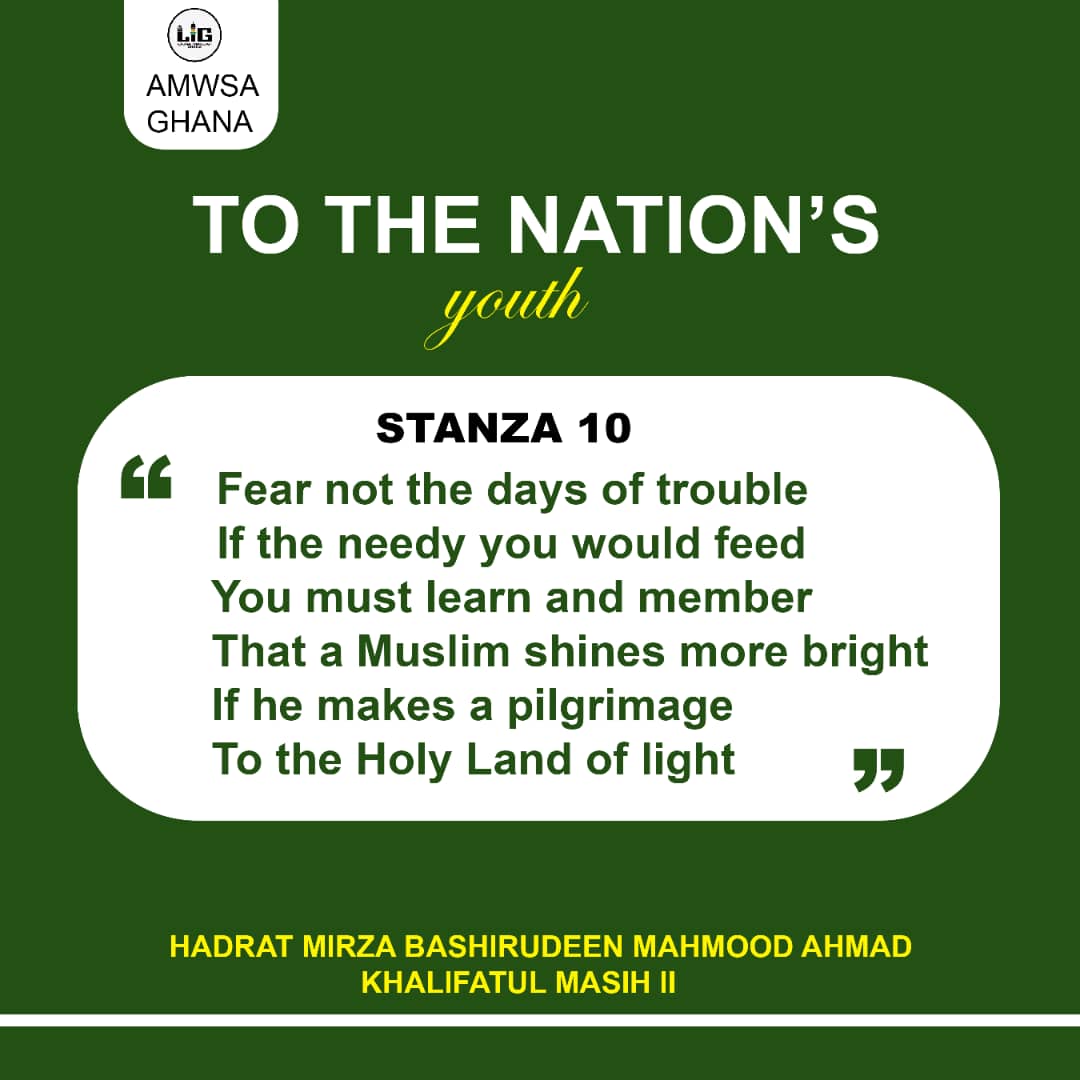 LiG
AMWSA
GHANA
TO THE NATION’S
youth
STANZA 10
“ Fear not the days of trouble
If the needy you would feed
You must learn and member
That a Muslim shines more bright
If he makes a pilgrimage
To the Holy Land of light ”
HADRAT MIRZA BASHIRUDEEN MAHMOOD AHMAD
KHALIFATUL MASIH II